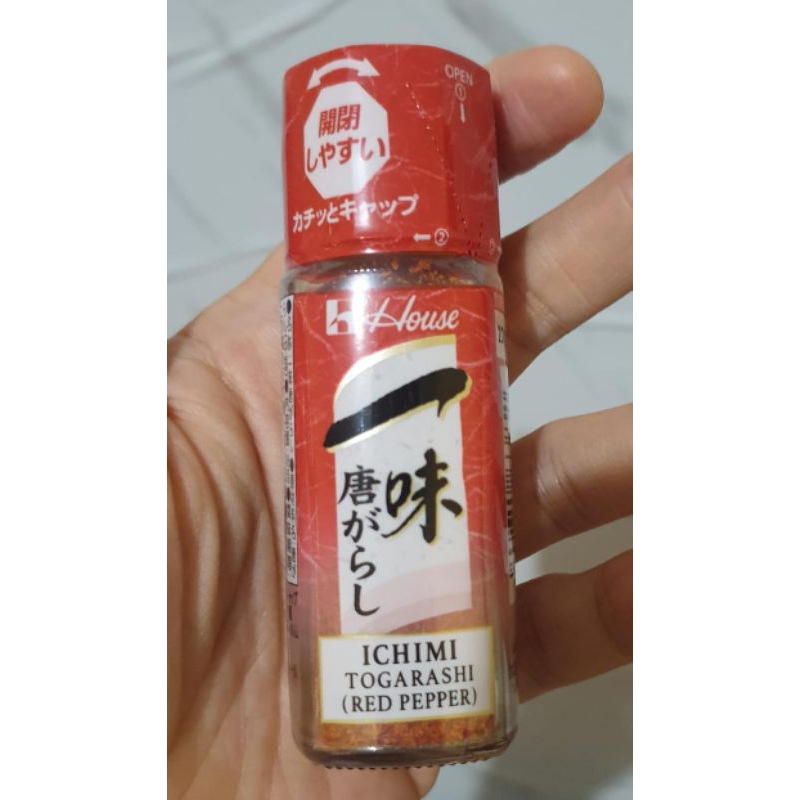 開閉
しやすい
カチッとキャップ
OPEN
①
②
House
一味
唐がらし
ICHIMI
TOGARASHI
(RED PEPPER)